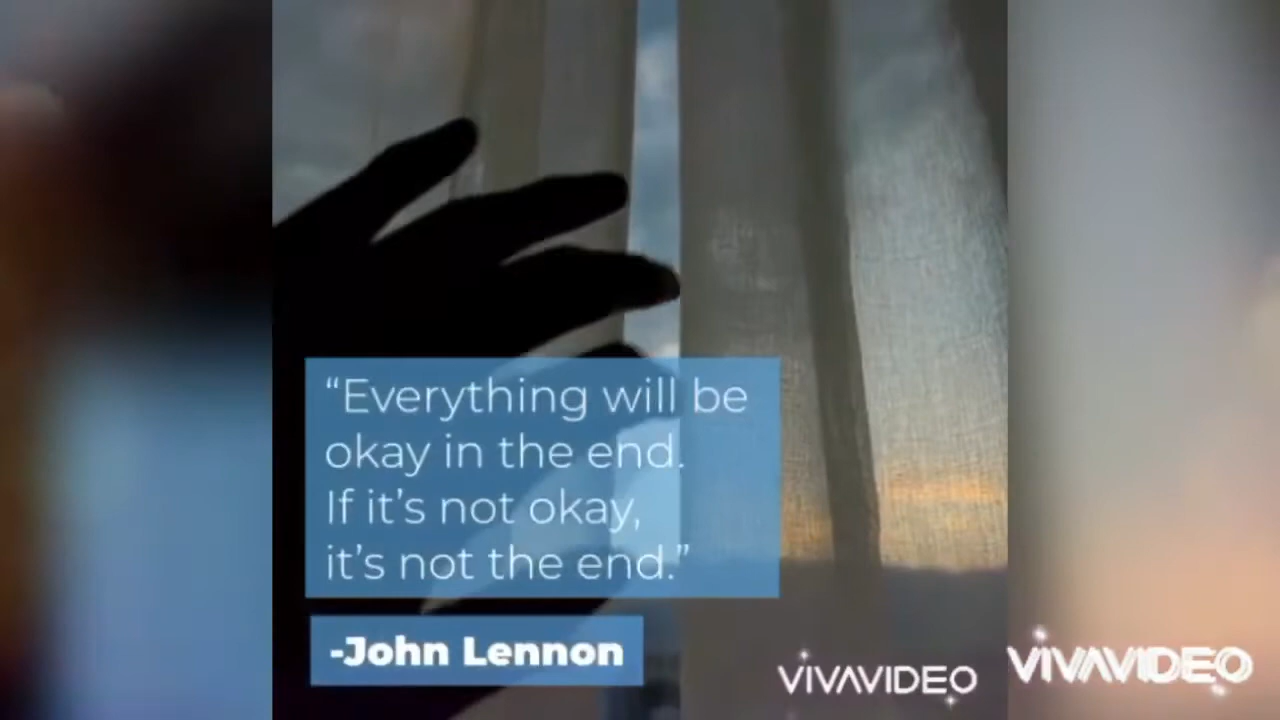 “Everything will be
okay in the end.
If it’s not okay,
it’s not the end.”
-John Lennon
VIVAVIDEO
VIVAVIDEO